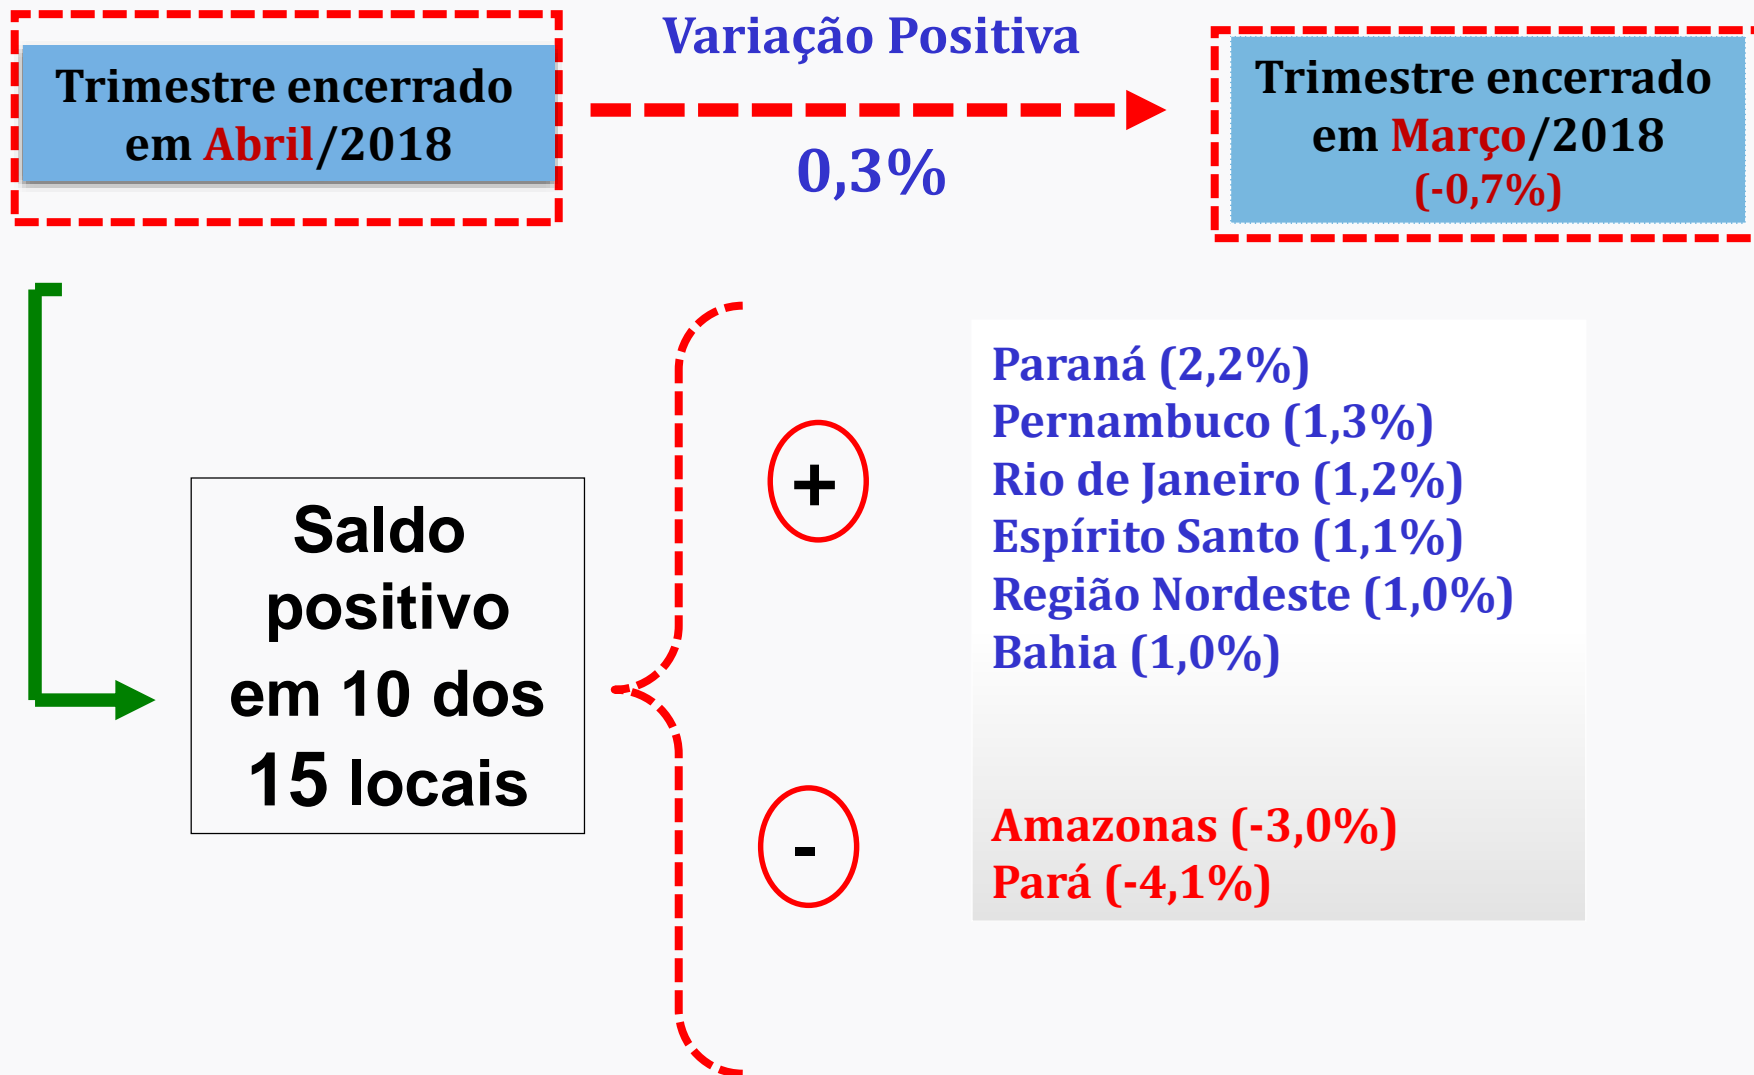 Trimestre encerrado
em Abril/2018
Variação Positiva
0,3%
Trimestre encerrado
em Março/2018
(-0,7%)
Saldo
positivo
em 10 dos
15 locais
+
Paraná (2,2%)
Pernambuco (1,3%)
Rio de Janeiro (1,2%)
Espírito Santo (1,1%)
Região Nordeste (1,0%)
Bahia (1,0%)
-
Amazonas (-3,0%)
Pará (-4,1%)